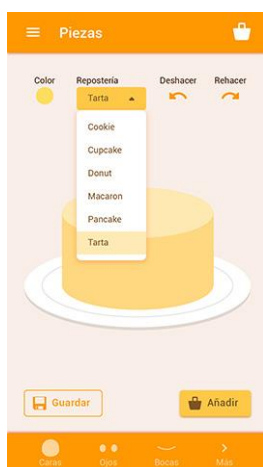 Piezas
Color Repostería Deshacer Rehacer
Tarta
Cookie
Cupcake
Donut
Macaron
Pancake
Tarta
Guardar Añadir
Caras Ojos Bocas Más